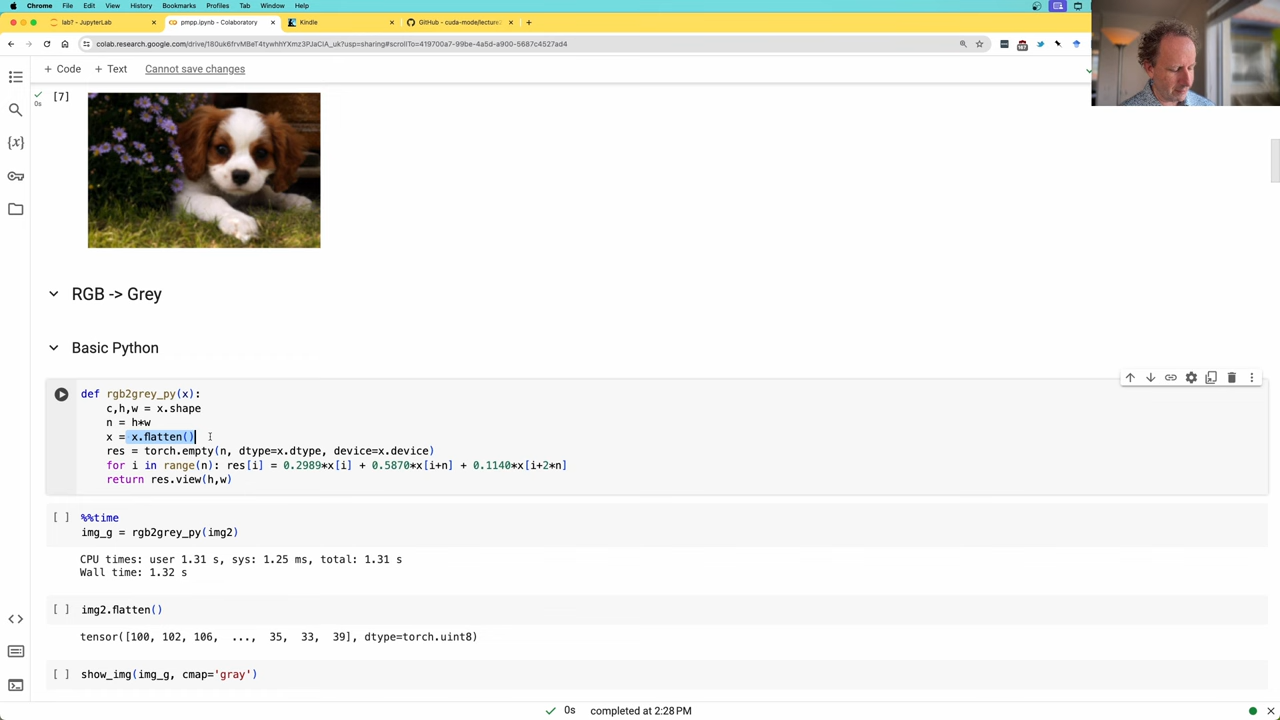 Chrome File Edit View History Bookmarks Profiles Tab Window Help
lab? - JupyterLab
pmpp.ipynb - Colaboratory
Kindle
GitHub - cuda-mode/lecture2
colab.research.google.com/drive/180uk6frvMBeT4tywhhYXmz3PJaCIA_uk?usp=sharing#scrollTo=419700a7-99be-4a5d-a900-5687c4527ad4
+ Code + Text Cannot save changes
[7]
0s
RGB -> Grey
Basic Python
def rgb2grey_py(x):
c,h,w = x.shape
n = h*w
x = x.flatten()
res = torch.empty(n, dtype=x.dtype, device=x.device)
for i in range(n): res[i] = 0.2989*x[i] + 0.5870*x[i+n] + 0.1140*x[i+2*n]
return res.view(h,w)
[ ] %%time
img_g = rgb2grey_py(img2)
CPU times: user 1.31 s, sys: 1.25 ms, total: 1.31 s
Wall time: 1.32 s
[ ] img2.flatten()
tensor([100, 102, 106, ..., 35, 33, 39], dtype=torch.uint8)
[ ] show_img(img_g, cmap='gray')
0s completed at 2:28 PM